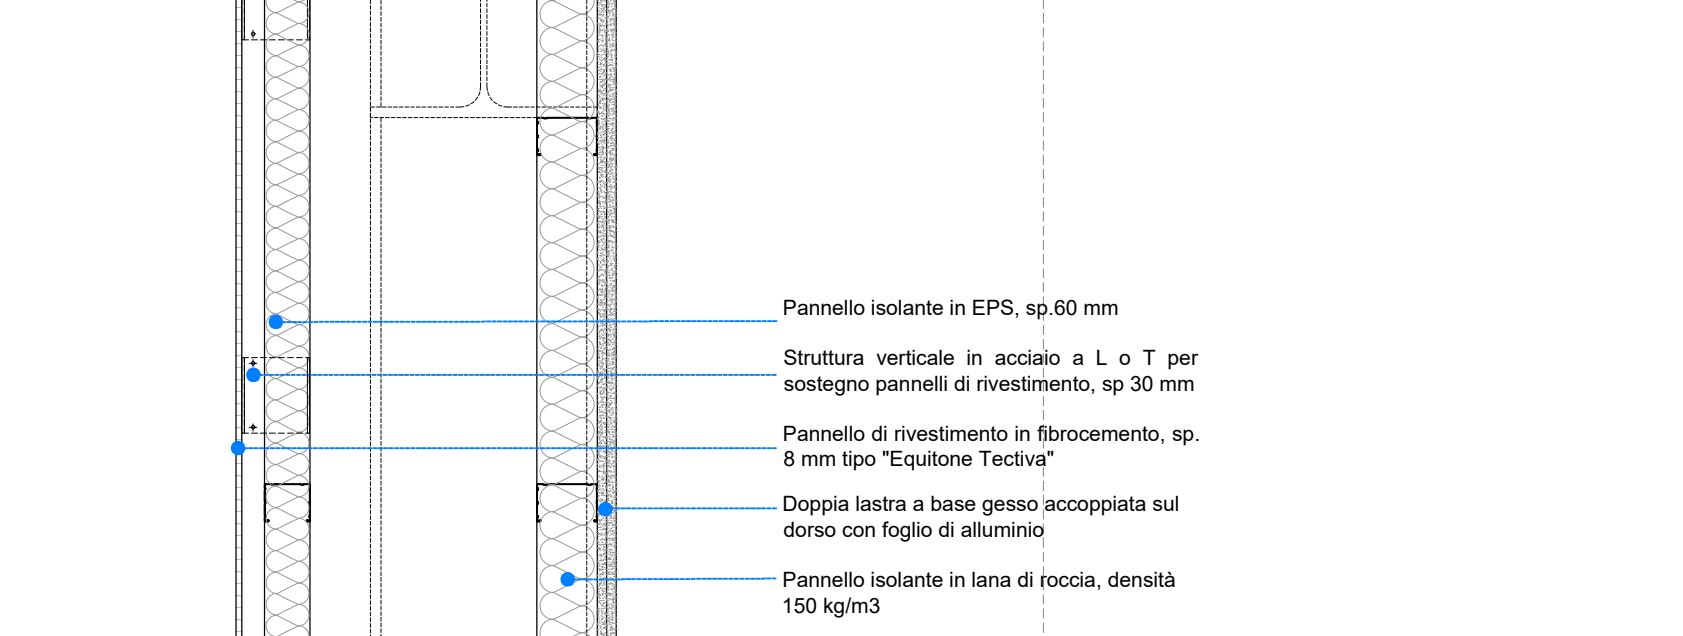 Pannello isolante in EPS, sp.60 mm
Struttura verticale in acciaio a L o T per
sostegno pannelli di rivestimento, sp 30 mm
Pannello di rivestimento in fibrocemento, sp.
8 mm tipo "Equitone Tectiva"
Doppia lastra a base gesso accoppiata sul
dorso con foglio di alluminio
Pannello isolante in lana di roccia, densità
150 kg/m3